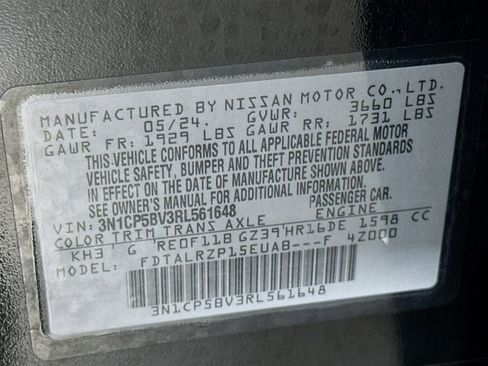 MANUFACTURED BY NISSAN MOTOR CO., LTD.
DATE: 05/24. GVWR: 3660 LBS
GAWR FR: 1929 LBS GAWR RR: 1731 LBS
THIS VEHICLE CONFORMS TO ALL APPLICABLE FEDERAL MOTOR
VEHICLE SAFETY, BUMPER AND THEFT PREVENTION STANDARDS
IN EFFECT ON THE DATE OF MANUFACTURE SHOWN ABOVE.
SEE OWNER'S MANUAL FOR ADDITIONAL INFORMATION.
VIN: 3N1CP5BV3RL561648 PASSENGER CAR.
COLOR TRIM TRANS AXLE ENGINE
KH3 G RE0F11B GZ39 HR16DE 1598 CC
MODEL: FDTALRZP15EUA8---F 4Z000
3N1CP5BV3RL561648